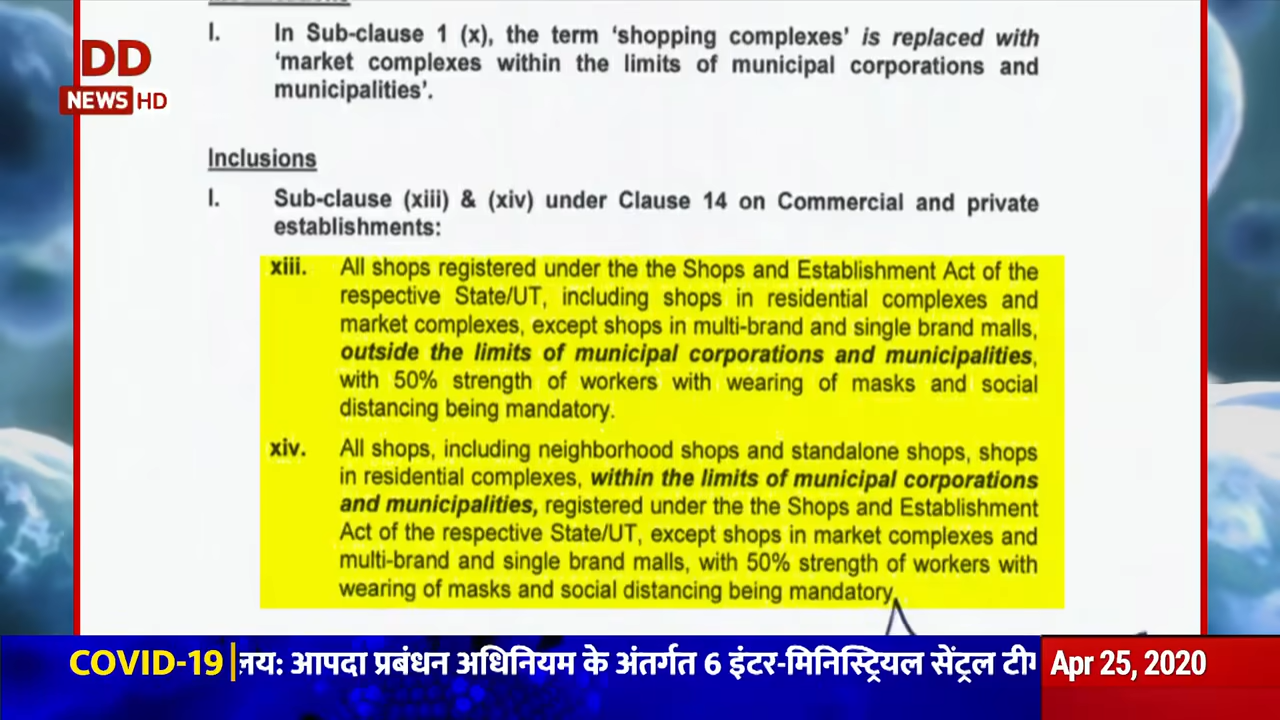 DD
NEWS HD
I. In Sub-clause 1 (x), the term ‘shopping complexes’ is replaced with
‘market complexes within the limits of municipal corporations and
municipalities’.
Inclusions
I. Sub-clause (xiii) & (xiv) under Clause 14 on Commercial and private
establishments:
xiii. All shops registered under the the Shops and Establishment Act of the
respective State/UT, including shops in residential complexes and
market complexes, except shops in multi-brand and single brand malls,
outside the limits of municipal corporations and municipalities,
with 50% strength of workers with wearing of masks and social
distancing being mandatory.
xiv. All shops, including neighborhood shops and standalone shops, shops
in residential complexes, within the limits of municipal corporations
and municipalities, registered under the the Shops and Establishment
Act of the respective State/UT, except shops in market complexes and
multi-brand and single brand malls, with 50% strength of workers with
wearing of masks and social distancing being mandatory.
COVID-19 आपदा प्रबंधन अधिनियम के अंतर्गत 6 इंटर-मिनिस्ट्रियल सेंट्रल Apr 25, 2020